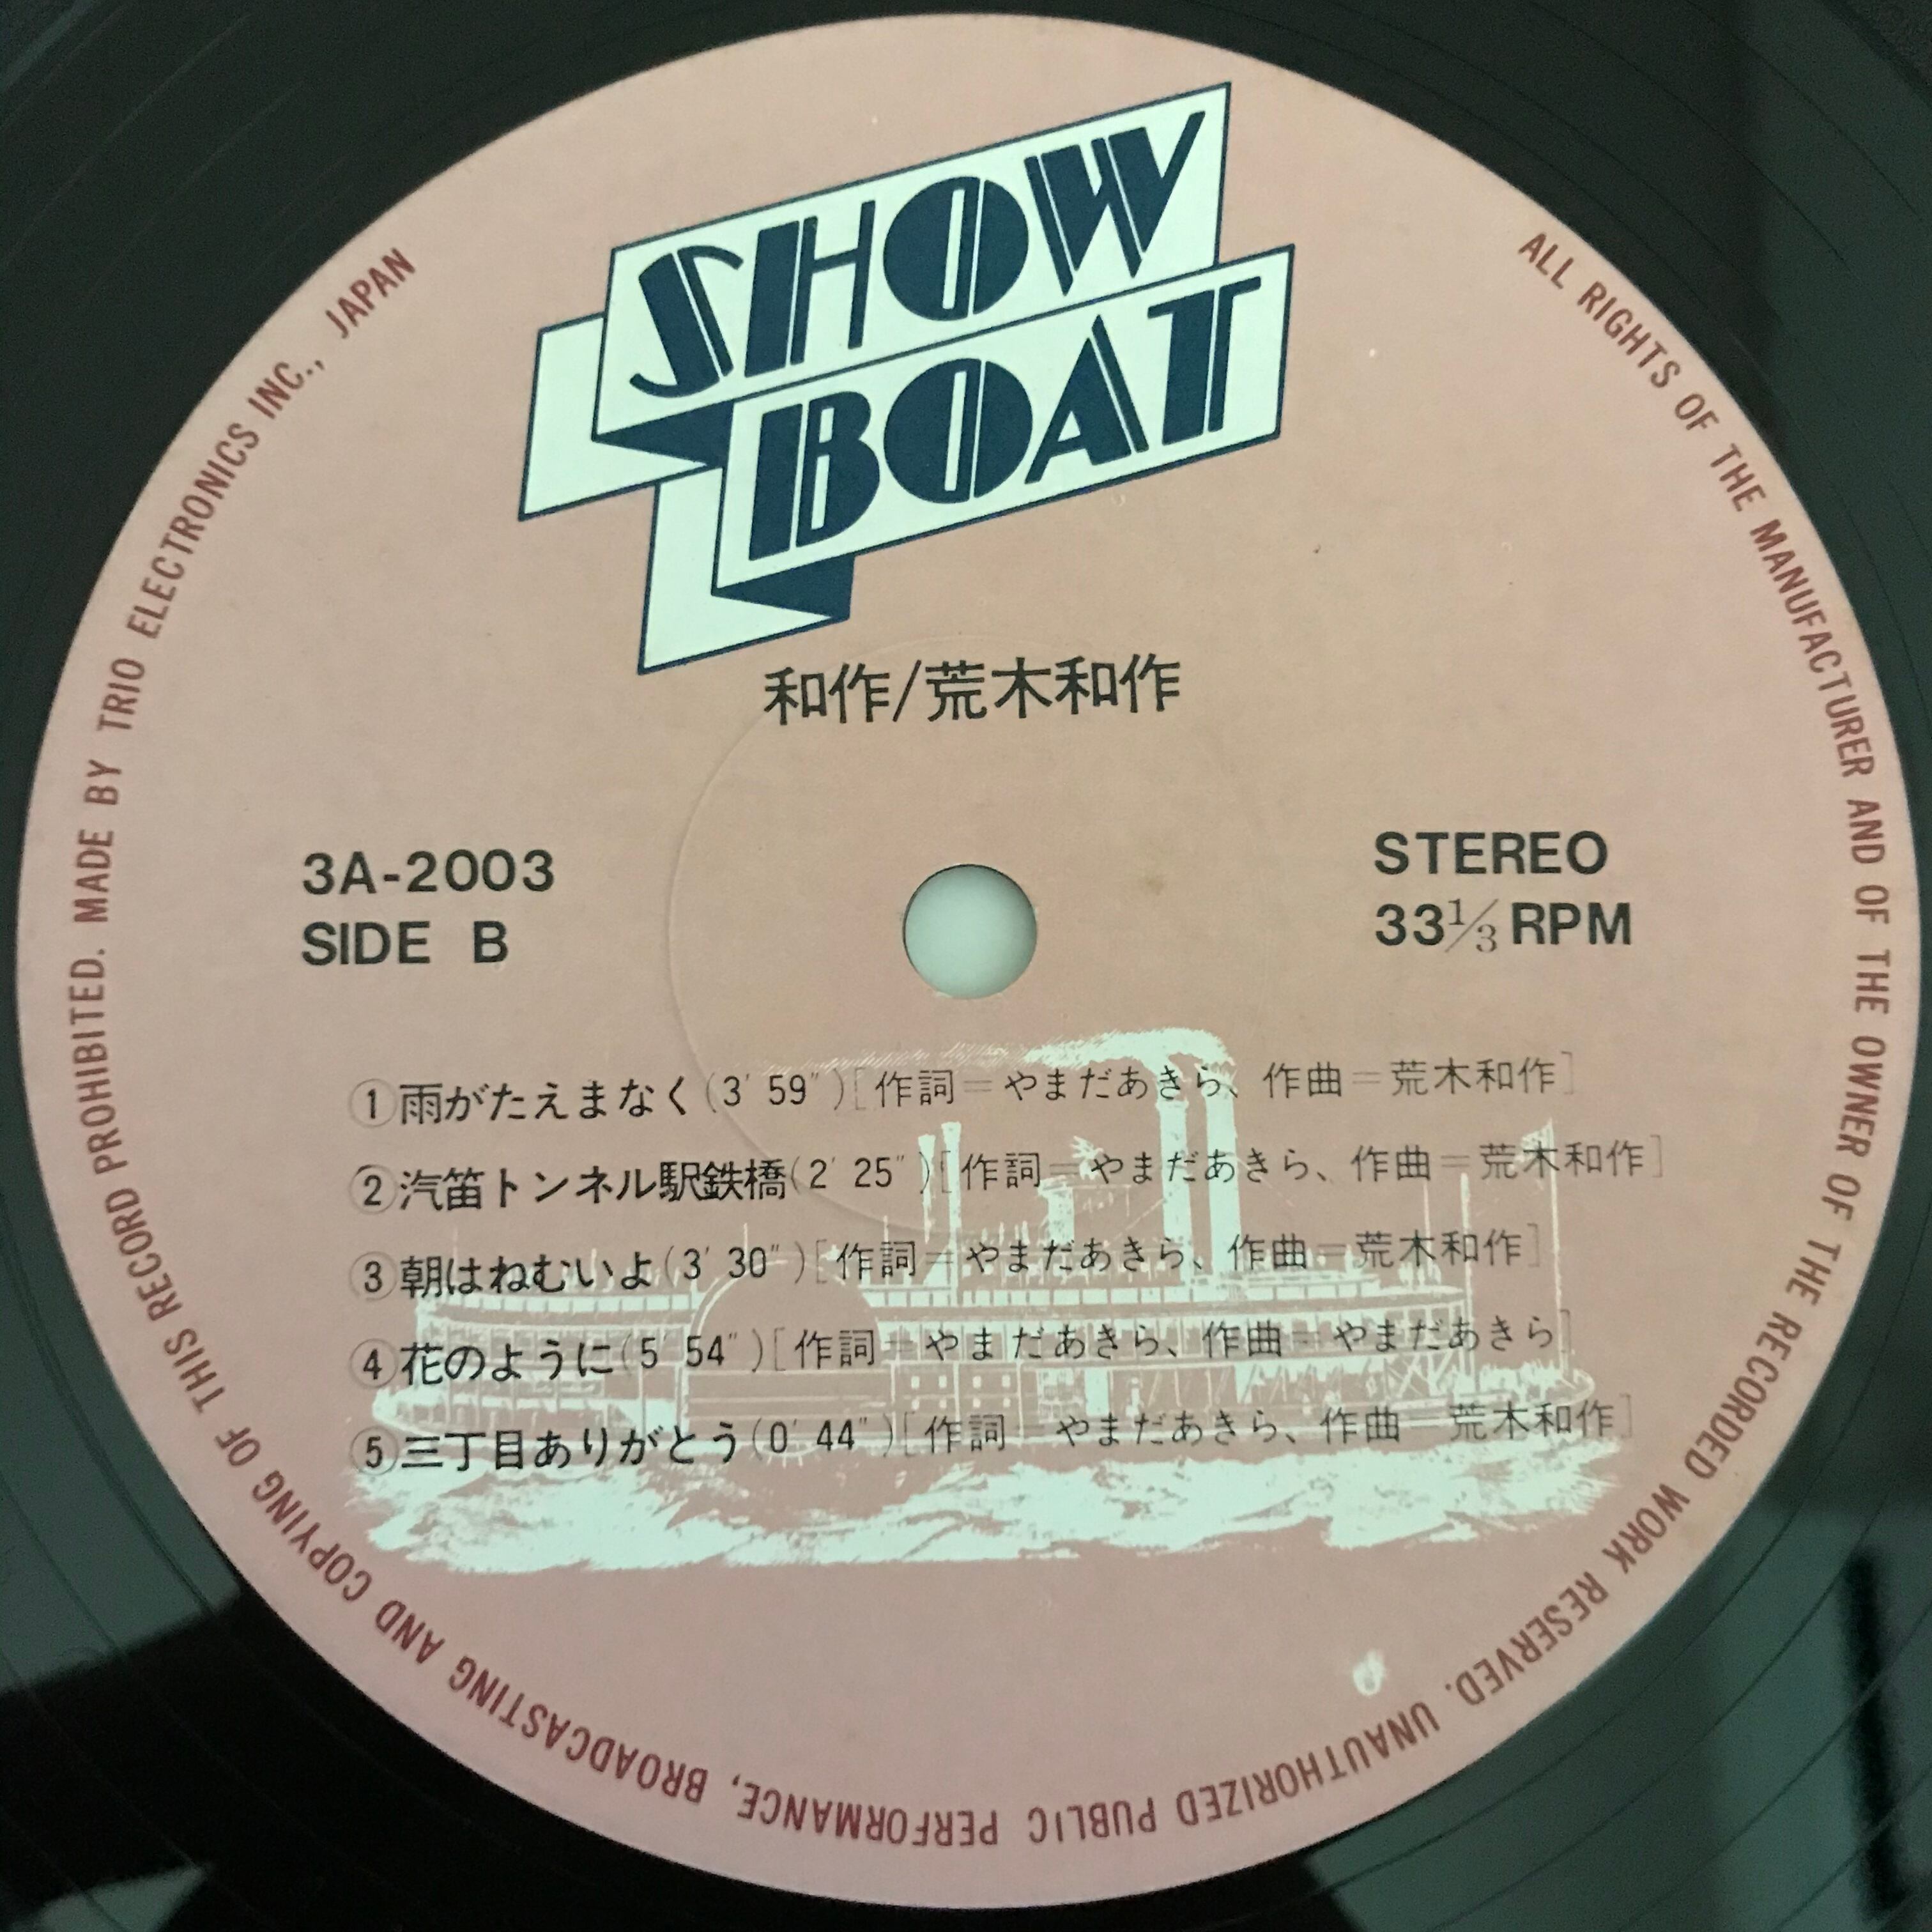 SHOW
BOAT
和作/荒木和作
3A-2003
SIDE B
STEREO
33⅓ RPM
①雨がたえまなく(3′59″)[作詞=やまだあきら、作曲=荒木和作]
②汽笛トンネル駅鉄橋(2′25″)[作詞=やまだあきら、作曲=荒木和作]
③朝はねむいよ(3′30″)[作詞=やまだあきら、作曲=荒木和作]
④花のように(5′54″)[作詞=やまだあきら、作曲=やまだあきら]
⑤三丁目ありがとう(0′44″)[作詞=やまだあきら、作曲=荒木和作]
ALL RIGHTS OF THE MANUFACTURER AND OF THE OWNER OF THE RECORDED WORK RESERVED. UNAUTHORIZED PUBLIC PERFORMANCE, BROADCASTING AND COPYING OF THIS RECORD PROHIBITED. MADE BY TRIO ELECTRONICS INC., JAPAN